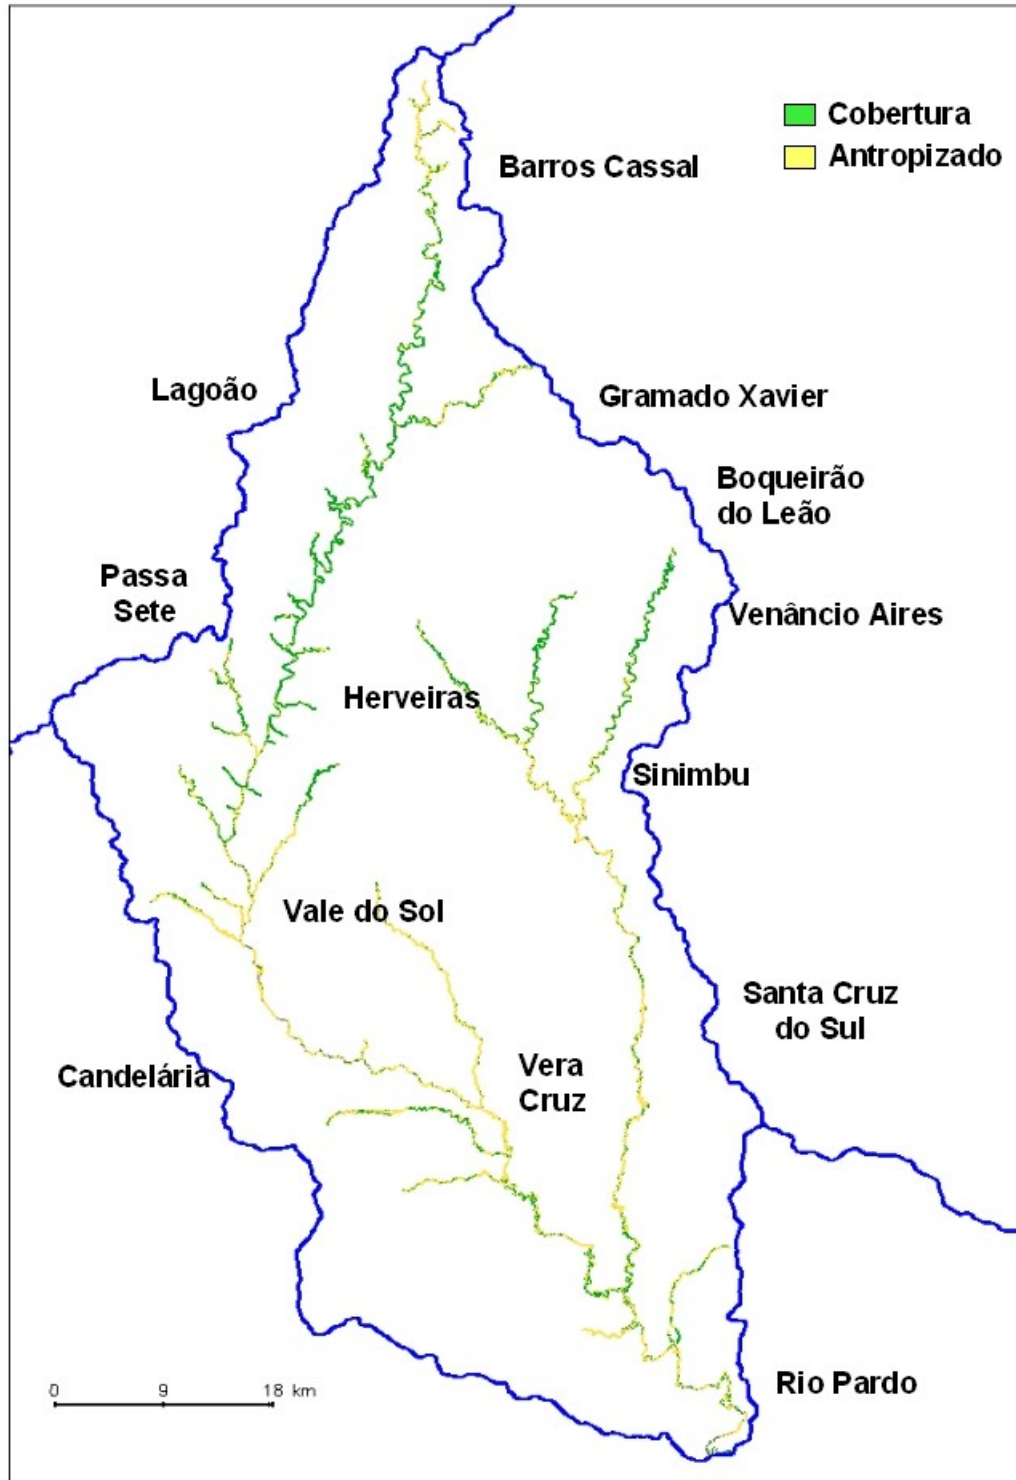 Cobertura
Antropizado
Barros Cassal
Lagoão
Gramado Xavier
Boqueirão
do Leão
Passa
Sete
Venâncio Aires
Herveiras
Sinimbu
Vale do Sol
Santa Cruz
do Sul
Vera
Cruz
Candelária
Rio Pardo
0 9 18 km